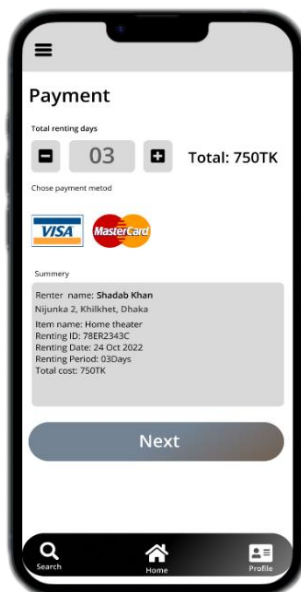 Payment
Total renting days
03
Total: 750TK
Chose payment metod
VISA
MasterCard
Summery
Renter name: Shadab Khan
Nijunka 2, Khilkhet, Dhaka
Item name: Home theater
Renting ID: 78ER2343C
Renting Date: 24 Oct 2022
Renting Period: 03Days
Total cost: 750TK
Next
Search
Home
Profile